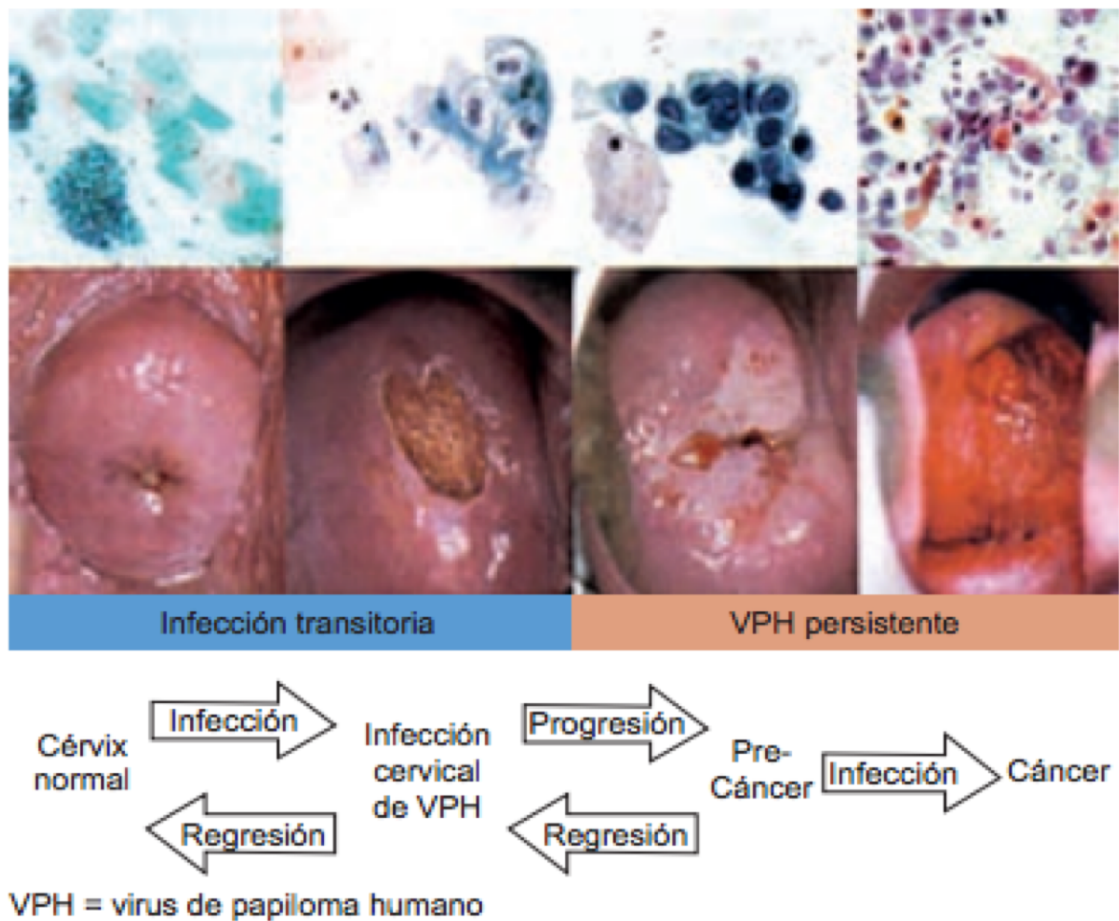 Infección transitoria
VPH persistente
Infección
Progresión
Cérvix
normal
Infección
cervical
de VPH
Pre-
Cáncer
Infección
Cáncer
Regresión
Regresión
VPH = virus de papiloma humano